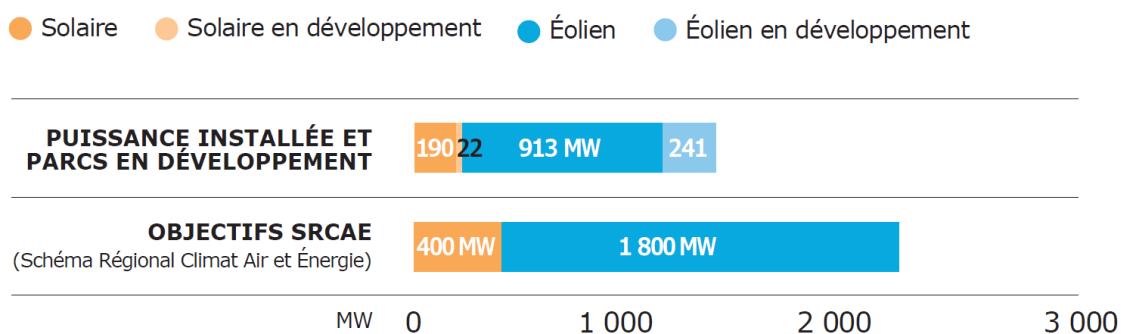 Solaire Solaire en développement Éolien Éolien en développement
PUISSANCE INSTALLÉE ET
PARCS EN DÉVELOPPEMENT
190 22 913 MW 241
OBJECTIFS SRCAE
(Schéma Régional Climat Air et Énergie)
400 MW 1 800 MW
MW 0 1 000 2 000 3 000